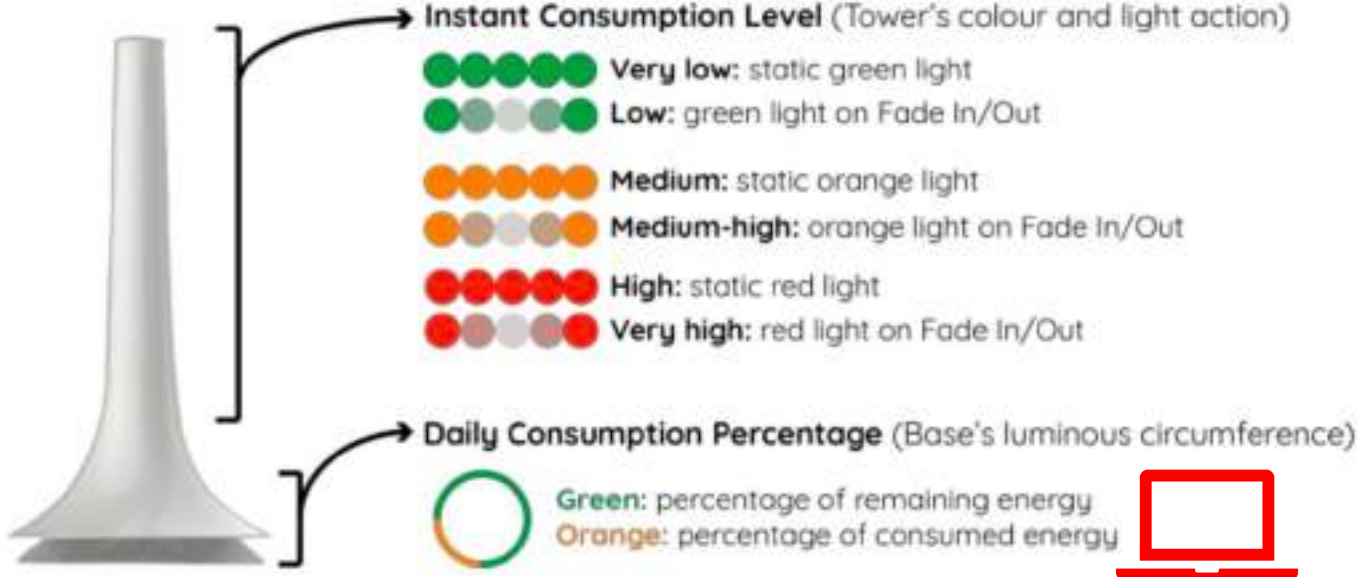 Instant Consumption Level (Tower's colour and light action)
Very low: static green light
Low: green light on Fade In/Out
Medium: static orange light
Medium-high: orange light on Fade In/Out
High: static red light
Very high: red light on Fade In/Out
Daily Consumption Percentage (Base's luminous circumference)
Green: percentage of remaining energy
Orange: percentage of consumed energy